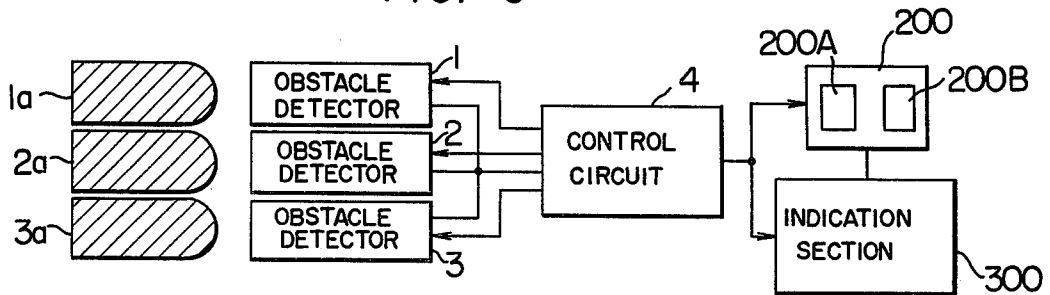 200
200A
200B
1
OBSTACLE
DETECTOR
1a
4
2
OBSTACLE
DETECTOR
2a
CONTROL
CIRCUIT
OBSTACLE
DETECTOR
3a
3
INDICATION
SECTION
300